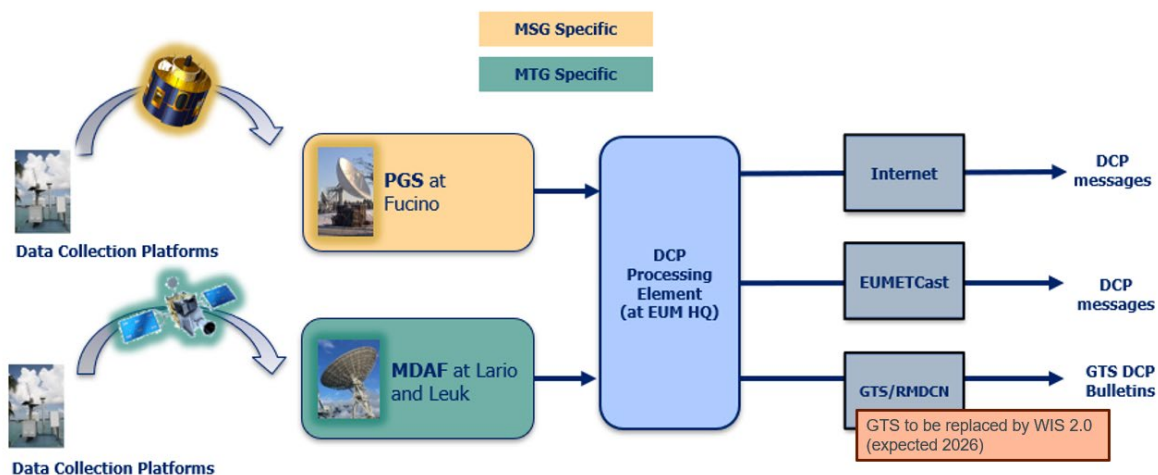 MSG Specific
MTG Specific
PGS at
Fucino
Data Collection Platforms
MDAF at Lario
and Leuk
Data Collection Platforms
DCP
Processing
Element
(at EUM HQ)
Internet
DCP
messages
EUMETCast
DCP
messages
GTS/RMDCN
GTS DCP
Bulletins
GTS to be replaced by WIS 2.0
(expected 2026)